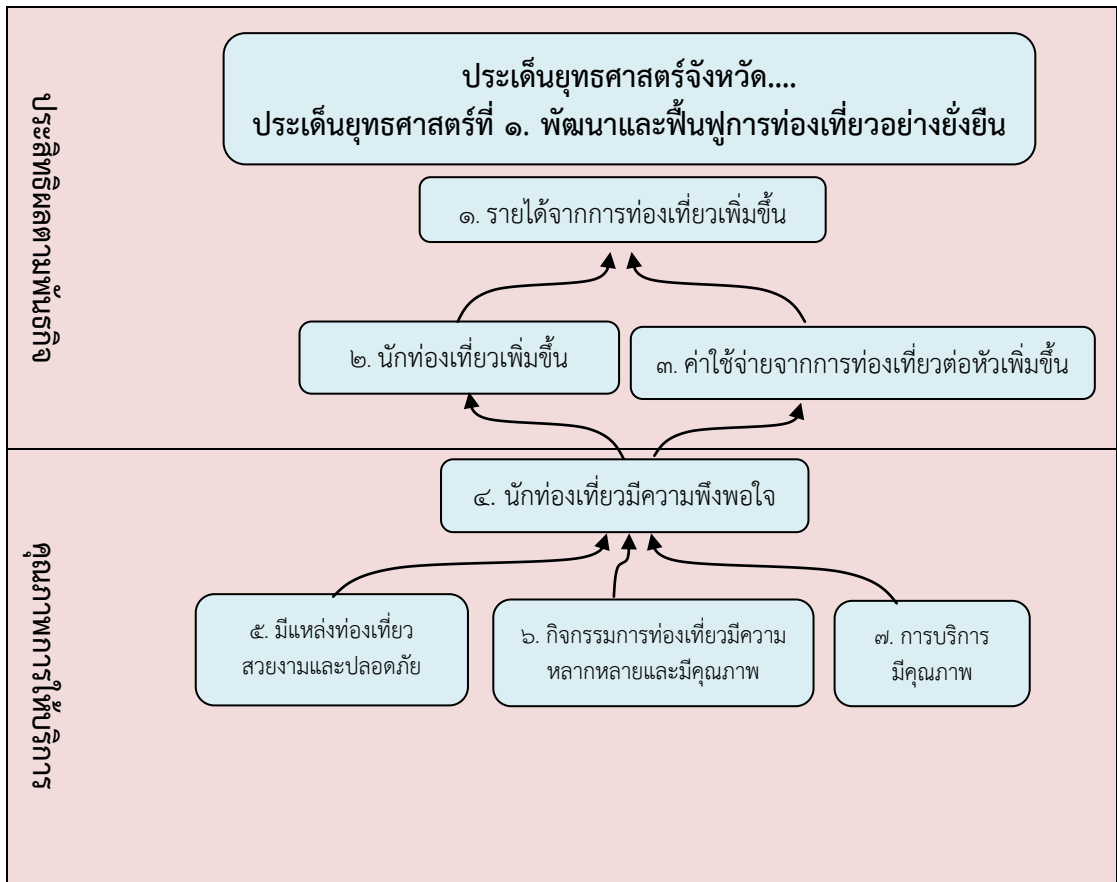 ประเด็นยุทธศาสตร์จังหวัด....
ประเด็นยุทธศาสตร์ที่ ๑. พัฒนาและฟื้นฟูการท่องเที่ยวอย่างยั่งยืน
ประสิทธิผลตามพันธกิจ
๑. รายได้จากการท่องเที่ยวเพิ่มขึ้น
๒. นักท่องเที่ยวเพิ่มขึ้น
๓. ค่าใช้จ่ายจากการท่องเที่ยวต่อหัวเพิ่มขึ้น
คุณภาพการให้บริการ
๔. นักท่องเที่ยวมีความพึงพอใจ
๕. มีแหล่งท่องเที่ยว
สวยงามและปลอดภัย
๖. กิจกรรมการท่องเที่ยวมีความ
หลากหลายและมีคุณภาพ
๗. การบริการ
มีคุณภาพ